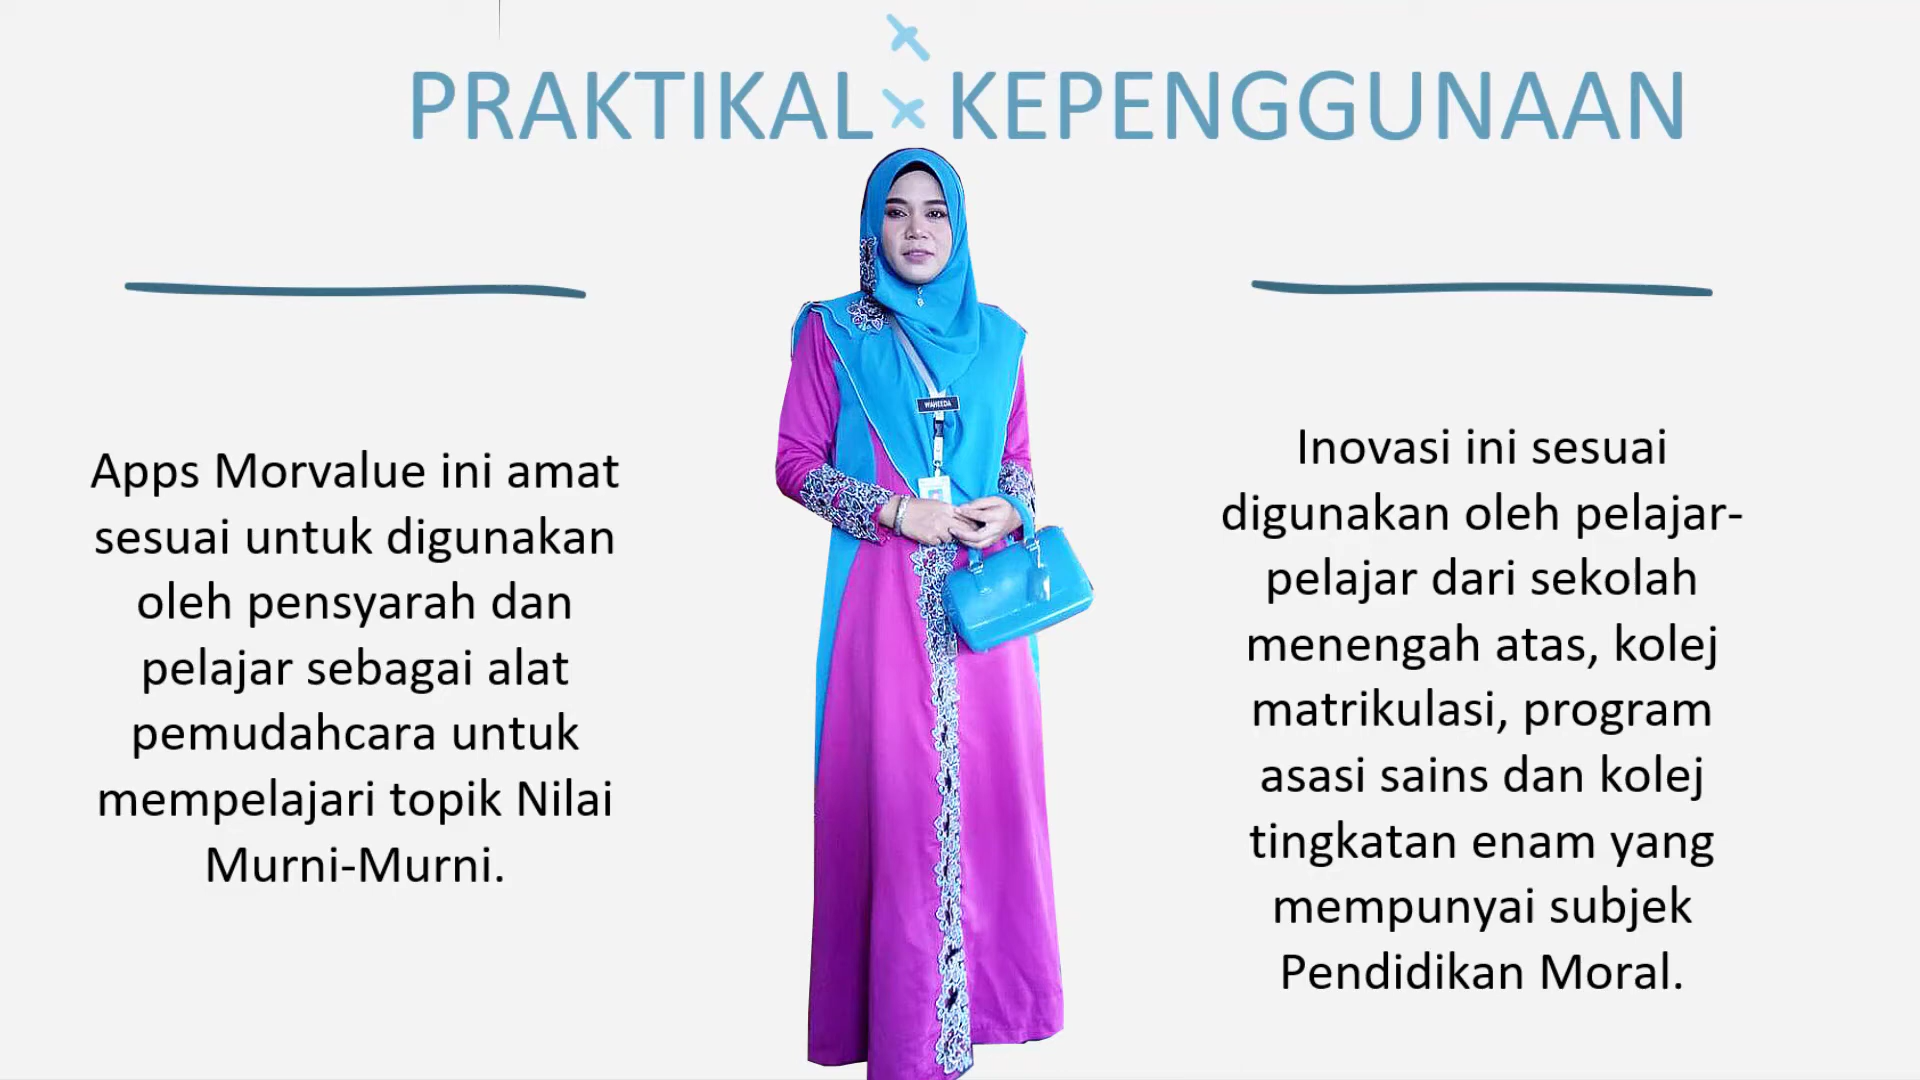 PRAKTIKAL KEPENGGUNAAN
Apps Morvalue ini amat
sesuai untuk digunakan
oleh pensyarah dan
pelajar sebagai alat
pemudahcara untuk
mempelajari topik Nilai
Murni-Murni.
WAHEEDA
Inovasi ini sesuai
digunakan oleh pelajar-
pelajar dari sekolah
menengah atas, kolej
matrikulasi, program
asasi sains dan kolej
tingkatan enam yang
mempunyai subjek
Pendidikan Moral.